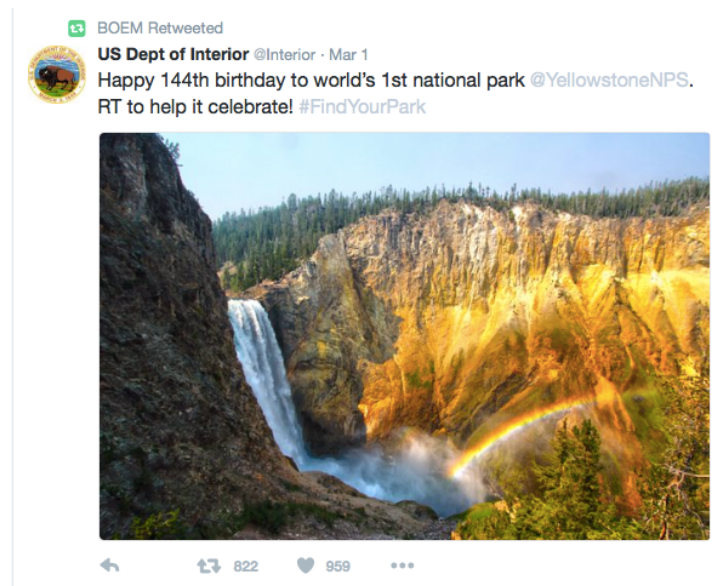 BOEM Retweeted
US Dept of Interior @Interior · Mar 1
Happy 144th birthday to world's 1st national park @YellowstoneNPS.
RT to help it celebrate! #FindYourPark
822 959